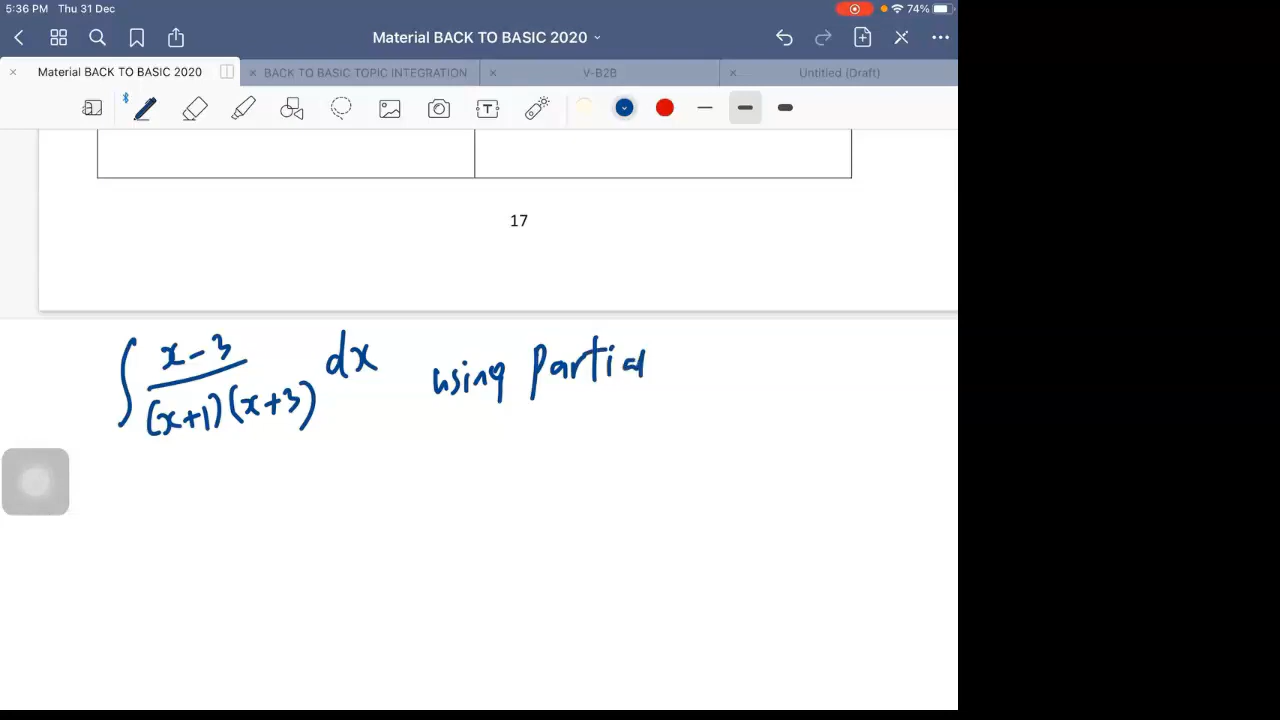 5:36 PM Thu 31 Dec 74%
Material BACK TO BASIC 2020
Material BACK TO BASIC 2020 BACK TO BASIC TOPIC INTEGRATION V-B2B Untitled (Draft)
T
17
∫ x-3 / (x+1)(x+3) dx using Partial